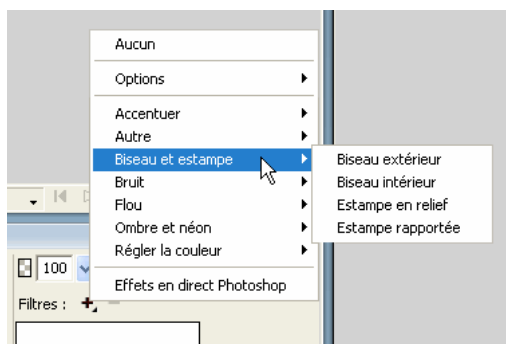 Aucun
Options
Accentuer
Autre
Biseau et estampe
Bruit
Flou
Ombre et néon
Régler la couleur
Effets en direct Photoshop
Biseau extérieur
Biseau intérieur
Estampe en relief
Estampe rapportée
100
Filtres :